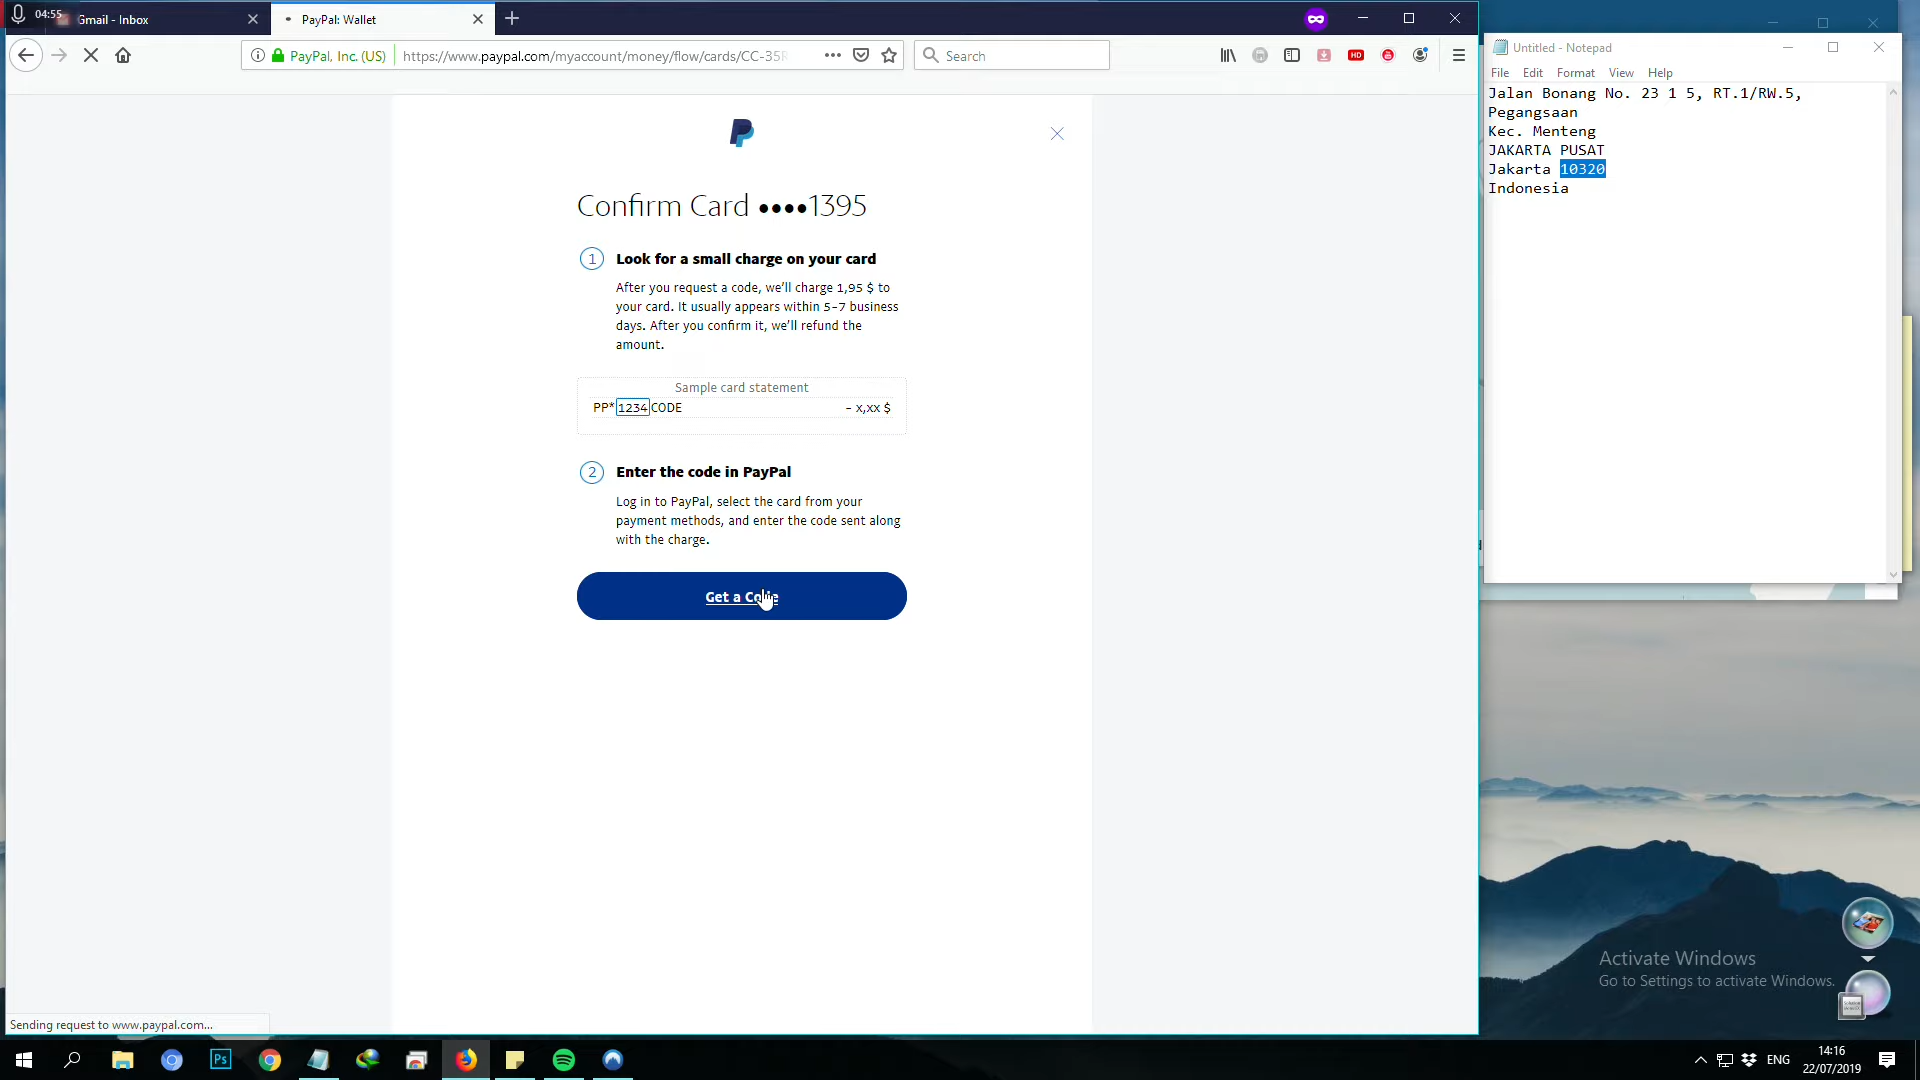 04:55
Gmail - Inbox
PayPal: Wallet
PayPal, Inc. (US)
https://www.paypal.com/myaccount/money/flow/cards/CC-35R
Search
HD
Confirm Card ••••1395
1 Look for a small charge on your card
After you request a code, we’ll charge 1,95 $ to
your card. It usually appears within 5-7 business
days. After you confirm it, we’ll refund the
amount.
Sample card statement
PP*1234CODE - x,xx $
2 Enter the code in PayPal
Log in to PayPal, select the card from your
payment methods, and enter the code sent along
with the charge.
Get a Code
Sending request to www.paypal.com...
Untitled - Notepad
File Edit Format View Help
Jalan Bonang No. 23 1 5, RT.1/RW.5,
Pegangsaan
Kec. Menteng
JAKARTA PUSAT
Jakarta 10320
Indonesia
Activate Windows
Go to Settings to activate Windows.
Ps
ENG
14:16
22/07/2019